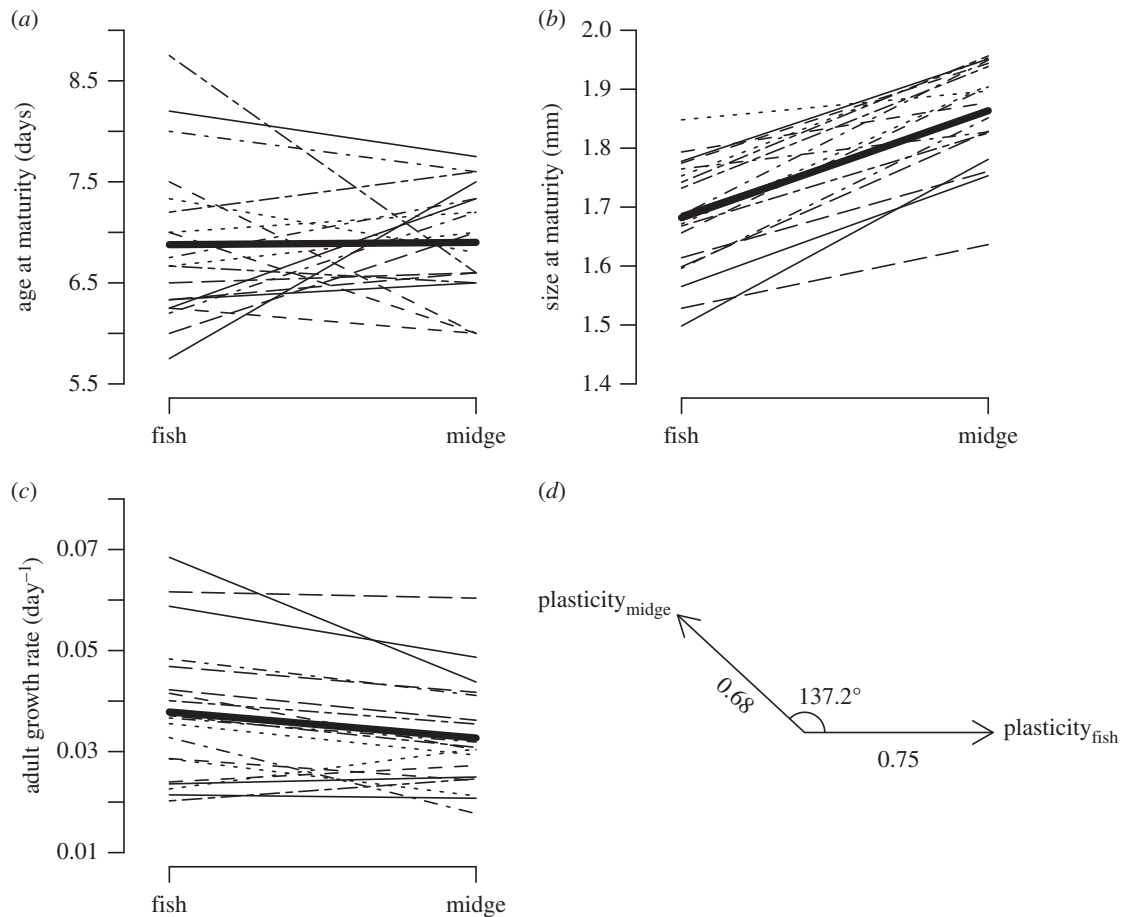 (a)
age at maturity (days)
8.5
7.5
6.5
5.5
fish midge
(b)
size at maturity (mm)
2.0
1.9
1.8
1.7
1.6
1.5
1.4
fish midge
(c)
adult growth rate (day⁻¹)
0.07
0.05
0.03
0.01
fish midge
(d)
plasticity_midge
0.68
137.2°
plasticity_fish
0.75